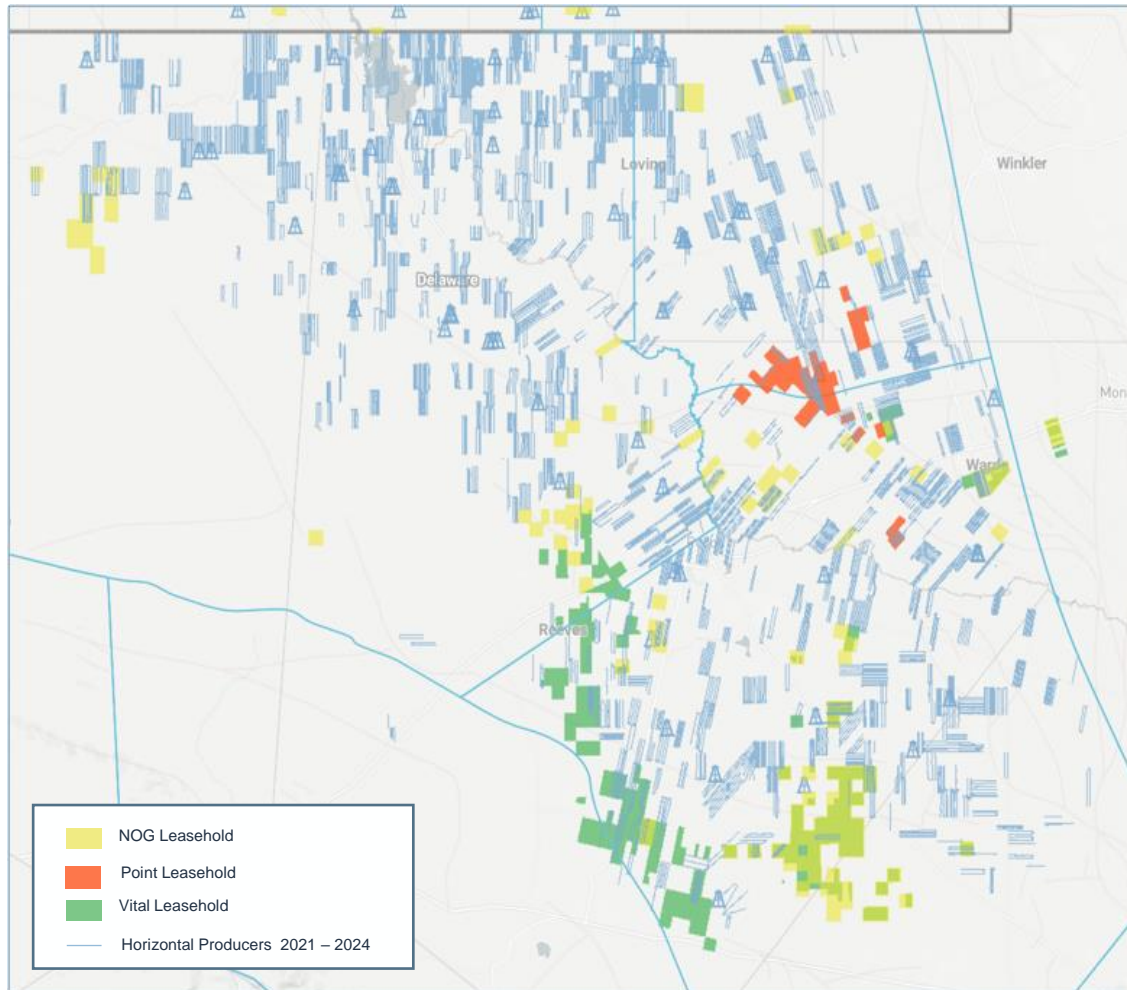 Loving
Winkler
Delaware
Mon
Ward
Reeves
NOG Leasehold
Point Leasehold
Vital Leasehold
Horizontal Producers 2021 – 2024